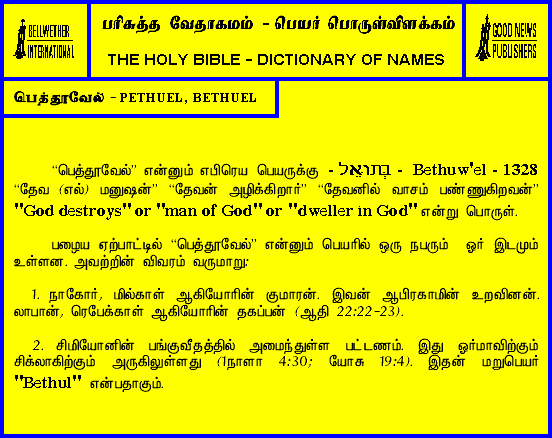 BELLWETHER
INTERNATIONAL
பரிசுத்த வேதாகமம் - பெயர் பொருள்விளக்கம்
THE HOLY BIBLE - DICTIONARY OF NAMES
GOOD NEWS
PUBLISHERS
பெத்தூவேல் - PETHUEL, BETHUEL
“பெத்தூவேல்” என்னும் எபிரெய பெயருக்கு - בְּתוּאֵל - Bethuw'el - 1328
“தேவ (எல்) மனுஷன்” “தேவன் அழிக்கிறார்” “தேவனில் வாசம் பண்ணுகிறவன்”
"God destroys" or "man of God" or "dweller in God" என்று பொருள்.
பழைய ஏற்பாட்டில் “பெத்தூவேல்” என்னும் பெயரில் ஒரு நபரும் ஓர் இடமும்
உள்ளன. அவற்றின் விவரம் வருமாறு:
1. நாகோர், மில்காள் ஆகியோரின் குமாரன். இவன் ஆபிரகாமின் உறவினன்.
லாபான், ரெபேக்காள் ஆகியோரின் தகப்பன் (ஆதி 22:22-23).
2. சிமியோனின் பங்குவீதத்தில் அமைந்துள்ள பட்டணம். இது ஓர்மாவிற்கும்
சிக்லாகிற்கும் அருகிலுள்ளது (1நாளா 4:30; யோசு 19:4). இதன் மறுபெயர்
"Bethul" என்பதாகும்.